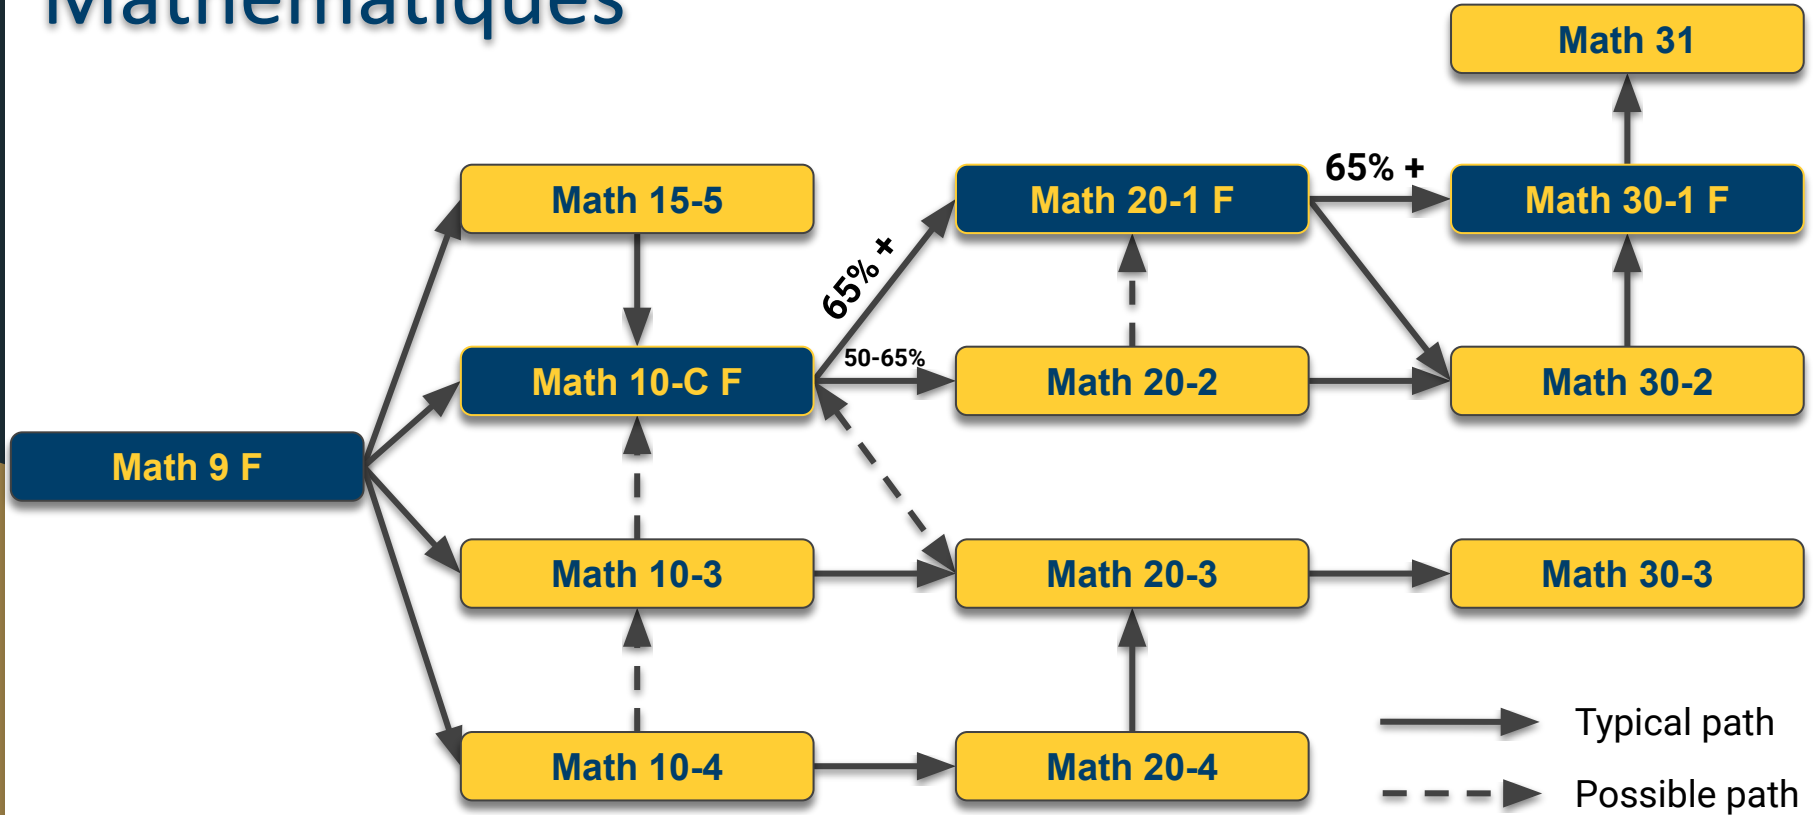 Mathématiques
Math 31
65% +
Math 15-5
Math 20-1 F
Math 30-1 F
65% +
50-65%
Math 10-C F
Math 20-2
Math 30-2
Math 9 F
Math 10-3
Math 20-3
Math 30-3
Typical path
Math 10-4
Math 20-4
Possible path